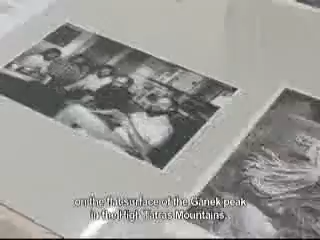 on the flat surface of the Ganek peak
in the High Tatras Mountains.